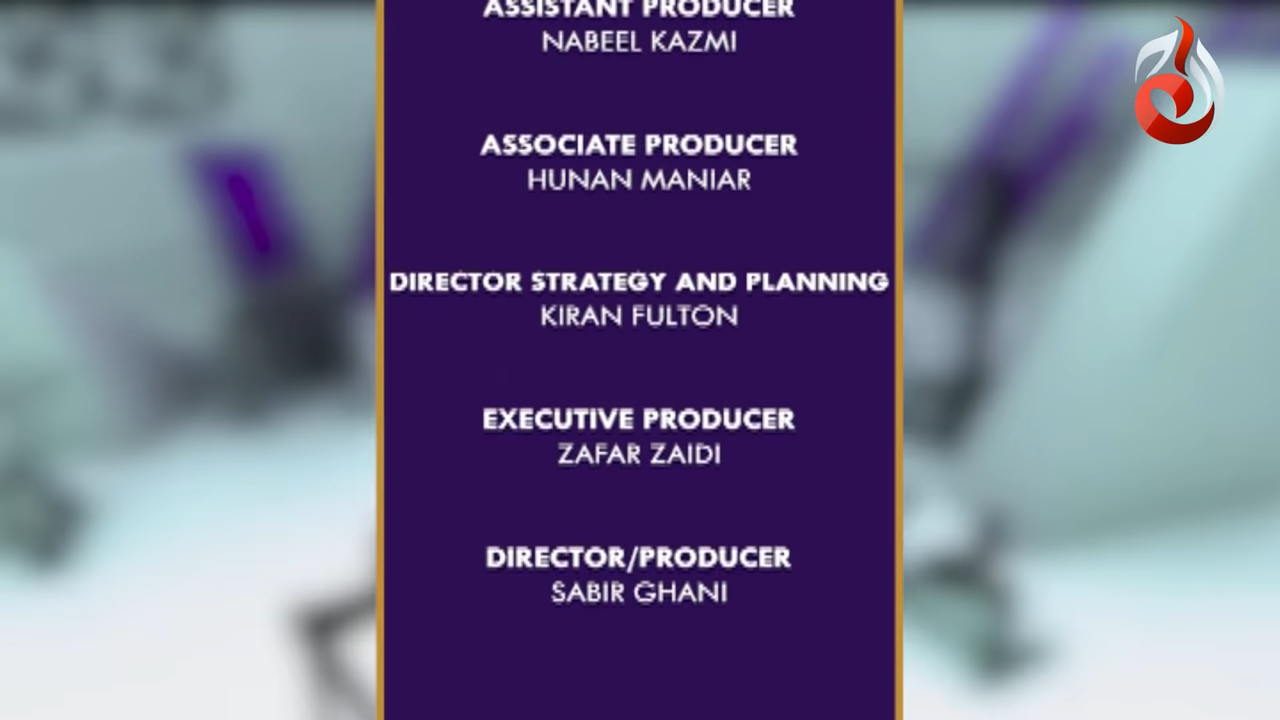 ASSISTANT PRODUCER
NABEEL KAZMI
ASSOCIATE PRODUCER
HUNAN MANIAR
DIRECTOR STRATEGY AND PLANNING
KIRAN FULTON
EXECUTIVE PRODUCER
ZAFAR ZAIDI
DIRECTOR/PRODUCER
SABIR GHANI